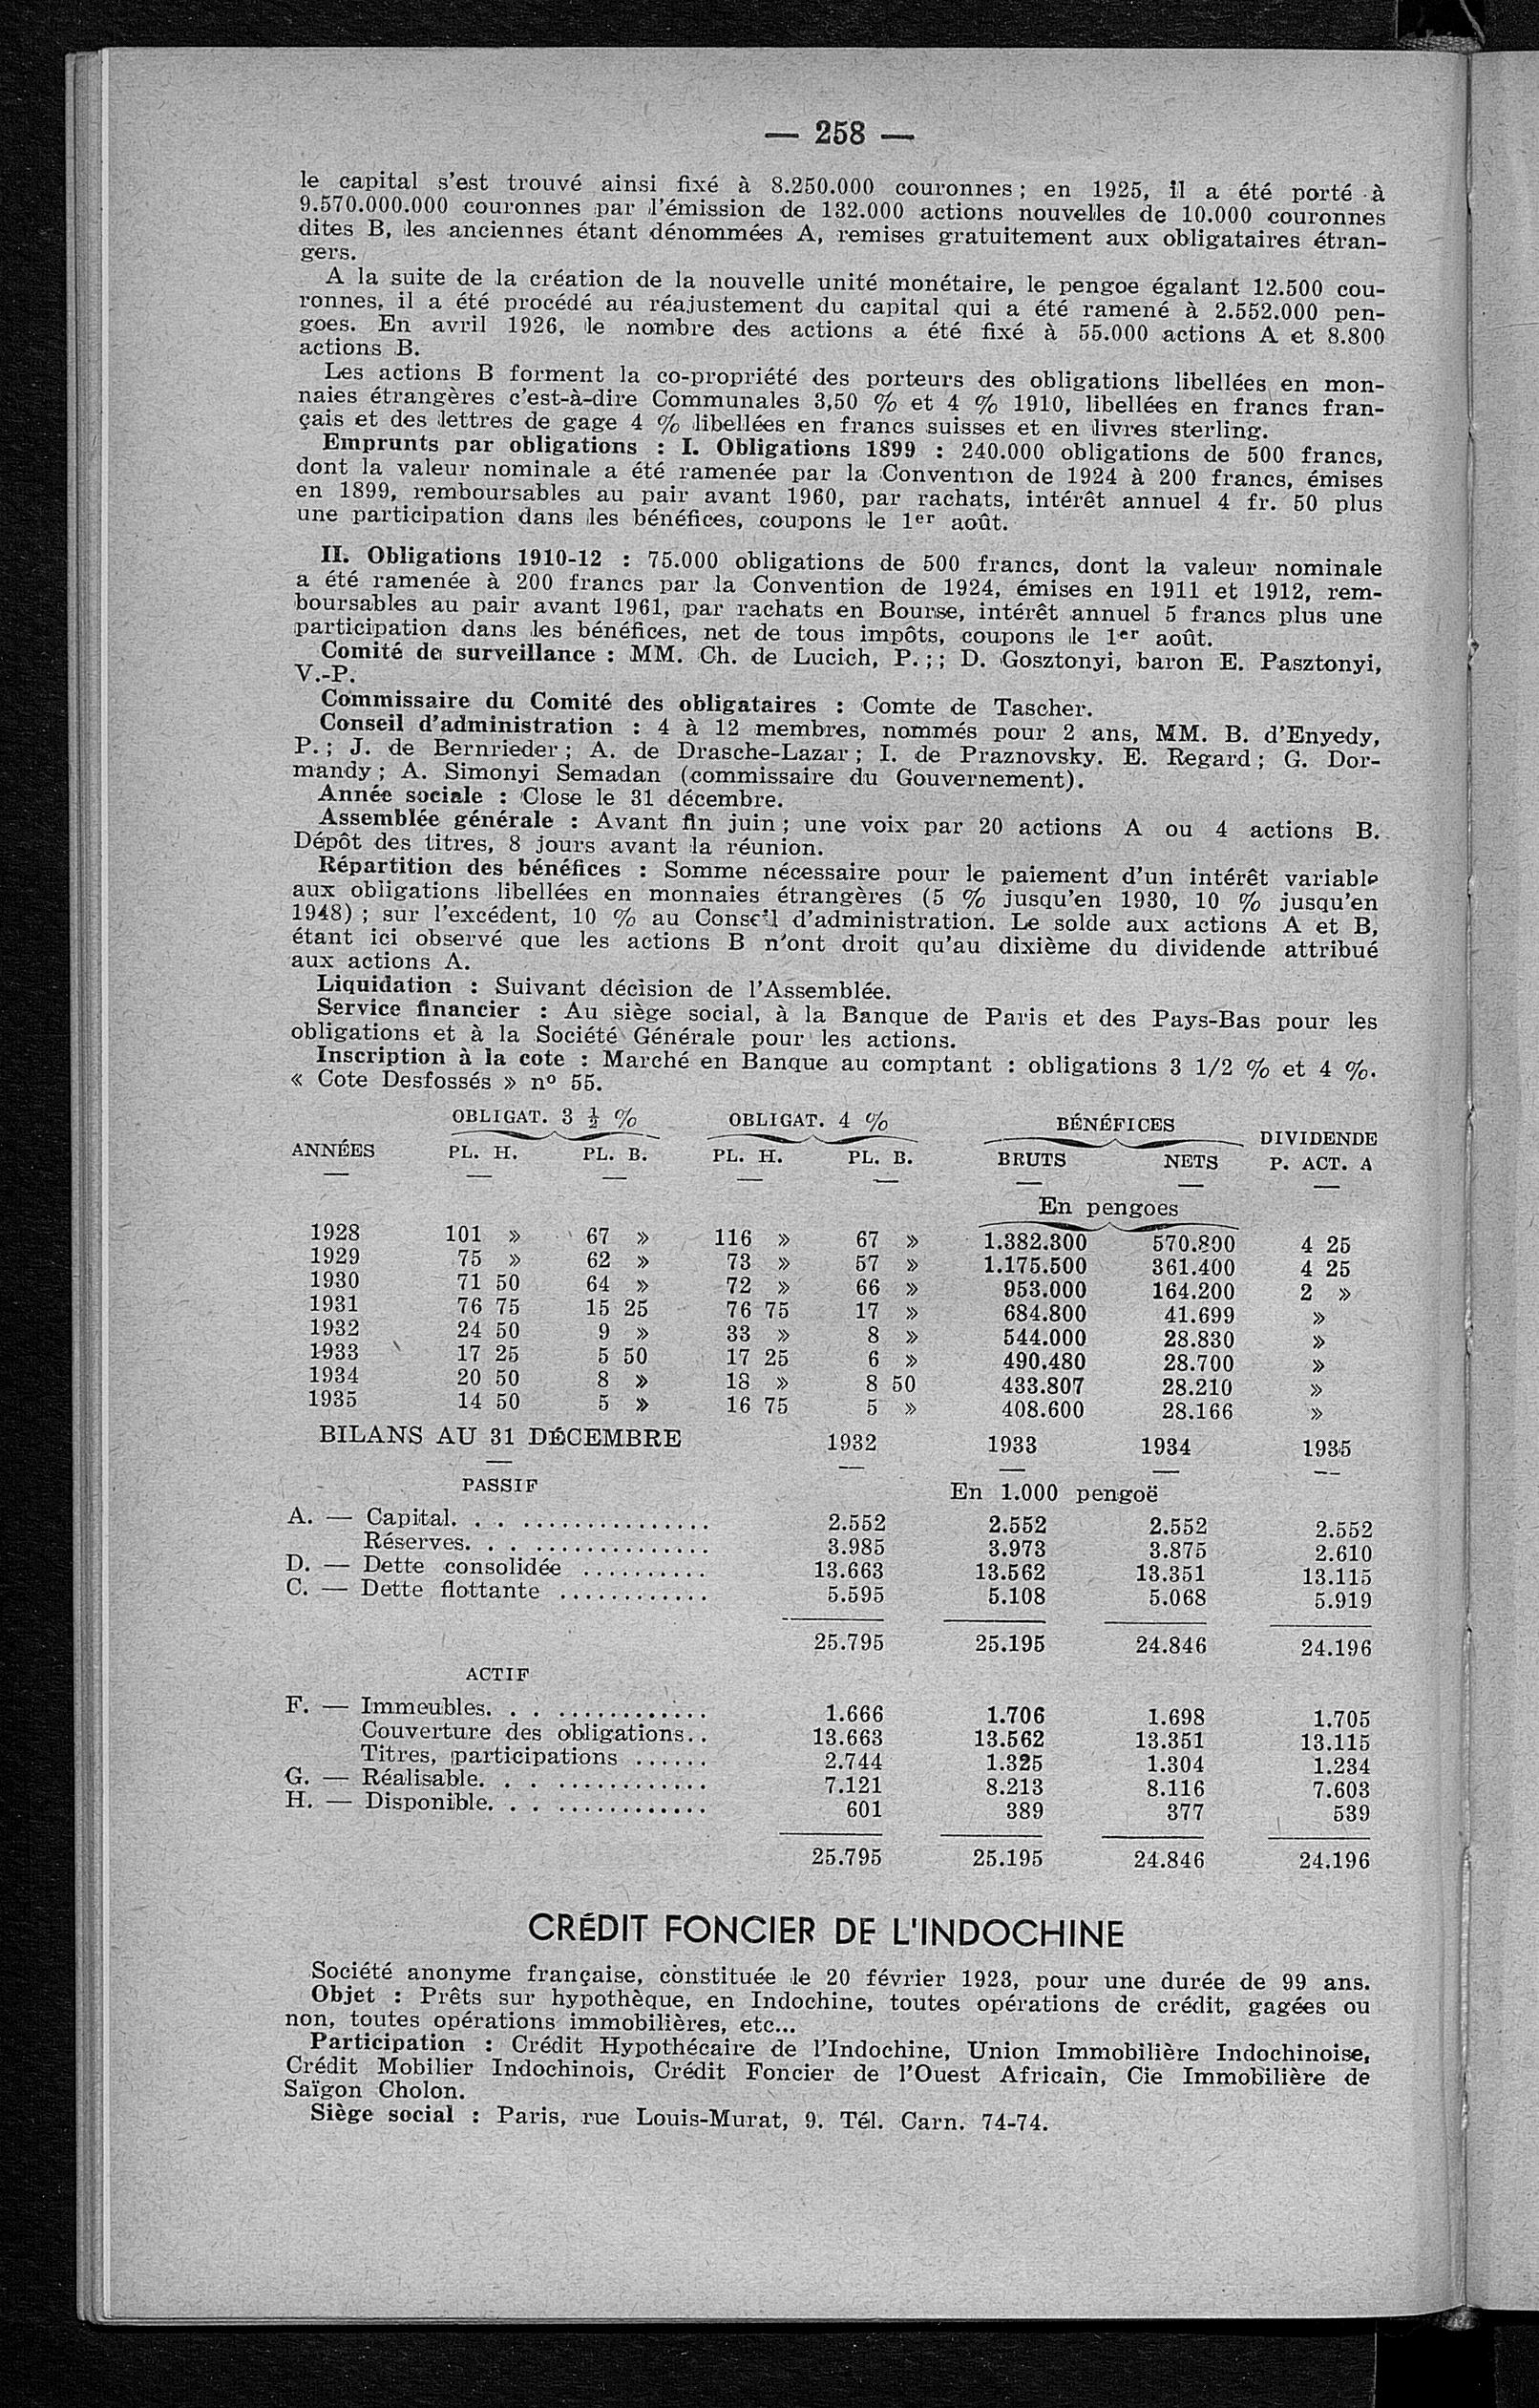 — 258 —
le capital s'est trouvé ainsi fixé à 8.250.000 couronnes ; en 1925, il a été porté à
9.570.000.000 couronnes par l'émission de 132.000 actions nouvelles de 10.000 couronnes
dites B, les anciennes étant dénommées A, remises gratuitement aux obligataires étran-
gers.
A la suite de la création de la nouvelle unité monétaire, le pengoe égalant 12.500 cou-
ronnes, il a été procédé au réajustement du capital qui a été ramené à 2.552.000 pen-
goes. En avril 1926, le nombre des actions a été fixé à 55.000 actions A et 8.800
actions B.
Les actions B forment la co-propriété des porteurs des obligations libellées en mon-
naies étrangères c'est-à-dire Communales 3,50 % et 4 % 1910, libellées en francs fran-
çais et des lettres de gage 4 % libellées en francs suisses et en livres sterling.
Emprunts par obligations : I. Obligations 1899 : 240.000 obligations de 500 francs,
dont la valeur nominale a été ramenée par la Convention de 1924 à 200 francs, émises
en 1899, remboursables au pair avant 1960, par rachats, intérêt annuel 4 fr. 50 plus
une participation dans les bénéfices, coupons le 1er août.
II. Obligations 1910-12 : 75.000 obligations de 500 francs, dont la valeur nominale
a été ramenée à 200 francs par la Convention de 1924, émises en 1911 et 1912, rem-
boursables au pair avant 1961, par rachats en Bourse, intérêt annuel 5 francs plus une
participation dans les bénéfices, net de tous impôts, coupons le 1er août.
Comité de surveillance : MM. Ch. de Lucich, P. ; ; D. Gosztonyi, baron E. Pasztonyi,
V.-P.
Commissaire du Comité des obligataires : Comte de Tascher.
Conseil d'administration : 4 à 12 membres, nommés pour 2 ans, MM. B. d'Enyedy,
P. ; J. de Bernrieder ; A. de Drasche-Lazar ; I. de Praznovsky. E. Regard ; G. Dor-
mandy ; A. Simonyi Semadan (commissaire du Gouvernement).
Année sociale : Close le 31 décembre.
Assemblée générale : Avant fin juin ; une voix par 20 actions A ou 4 actions B.
Dépôt des titres, 8 jours avant la réunion.
Répartition des bénéfices : Somme nécessaire pour le paiement d'un intérêt variable
aux obligations libellées en monnaies étrangères (5 % jusqu'en 1930, 10 % jusqu'en
1948) ; sur l'excédent, 10 % au Conseil d'administration. Le solde aux actions A et B,
étant ici observé que les actions B n'ont droit qu'au dixième du dividende attribué
aux actions A.
Liquidation : Suivant décision de l'Assemblée.
Service financier : Au siège social, à la Banque de Paris et des Pays-Bas pour les
obligations et à la Société Générale pour les actions.
Inscription à la cote : Marché en Banque au comptant : obligations 3 1/2 % et 4 %.
« Cote Desfossés » n° 55.
OBLIGAT. 3 ½ % OBLIGAT. 4 % BÉNÉFICES DIVIDENDE
ANNÉES PL. H. PL. B. PL. H. PL. B. BRUTS NETS P. ACT. A
En pengoes
1928 101 » 67 » 116 » 67 » 1.382.300 570.800 4 25
1929 75 » 62 » 73 » 57 » 1.175.500 361.400 4 25
1930 71 50 64 » 72 » 66 » 953.000 164.200 2 »
1931 76 75 15 25 76 75 17 » 684.800 41.699 »
1932 24 50 9 » 33 » 8 » 544.000 28.830 »
1933 17 25 5 50 17 25 6 » 490.480 28.700 »
1934 20 50 8 » 18 » 8 50 433.807 28.210 »
1935 14 50 5 » 16 75 5 » 408.600 28.166 »
BILANS AU 31 DÉCEMBRE 1932 1933 1934 1935
PASSIF
En 1.000 pengoë
A. — Capital. . . ............... 2.552 2.552 2.552 2.552
Réserves. . . ............... 3.985 3.973 3.875 2.610
D. — Dette consolidée .......... 13.663 13.562 13.351 13.115
C. — Dette flottante ............ 5.595 5.108 5.068 5.919
25.795 25.195 24.846 24.196
ACTIF
F. — Immeubles. . . ............. 1.666 1.706 1.698 1.705
Couverture des obligations.. 13.663 13.562 13.351 13.115
Titres, participations ...... 2.744 1.325 1.304 1.234
G. — Réalisable. . . ............. 7.121 8.213 8.116 7.603
H. — Disponible. . . ............ 601 389 377 539
25.795 25.195 24.846 24.196
CRÉDIT FONCIER DE L'INDOCHINE
Société anonyme française, constituée le 20 février 1923, pour une durée de 99 ans.
Objet : Prêts sur hypothèque, en Indochine, toutes opérations de crédit, gagées ou
non, toutes opérations immobilières, etc...
Participation : Crédit Hypothécaire de l'Indochine, Union Immobilière Indochinoise,
Crédit Mobilier Indochinois, Crédit Foncier de l'Ouest Africain, Cie Immobilière de
Saïgon Cholon.
Siège social : Paris, rue Louis-Murat, 9. Tél. Carn. 74-74.